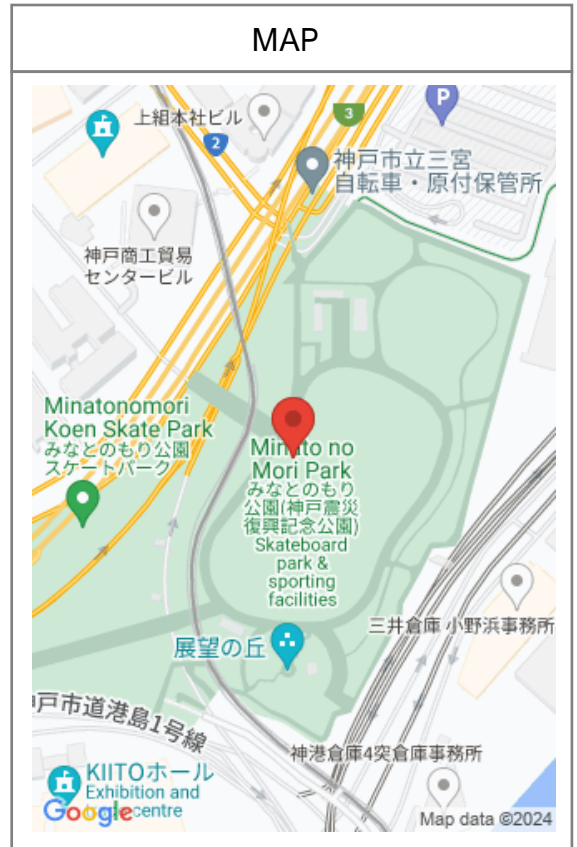 MAP
上組本社ビル
3
P
2
神戸市立三宮
自転車・原付保管所
神戸商工貿易
センタービル
Minatonomori
Koen Skate Park
みなとのもり公園
スケートパーク
Minato no
Mori Park
みなとのもり
公園(神戸震災
復興記念公園)
Skateboard
park &
sporting
facilities
三井倉庫 小野浜事務所
展望の丘
戸市道港島1号線
神港倉庫4突倉庫事務所
KIITOホール
Exhibition and
centre
Google
Map data ©2024